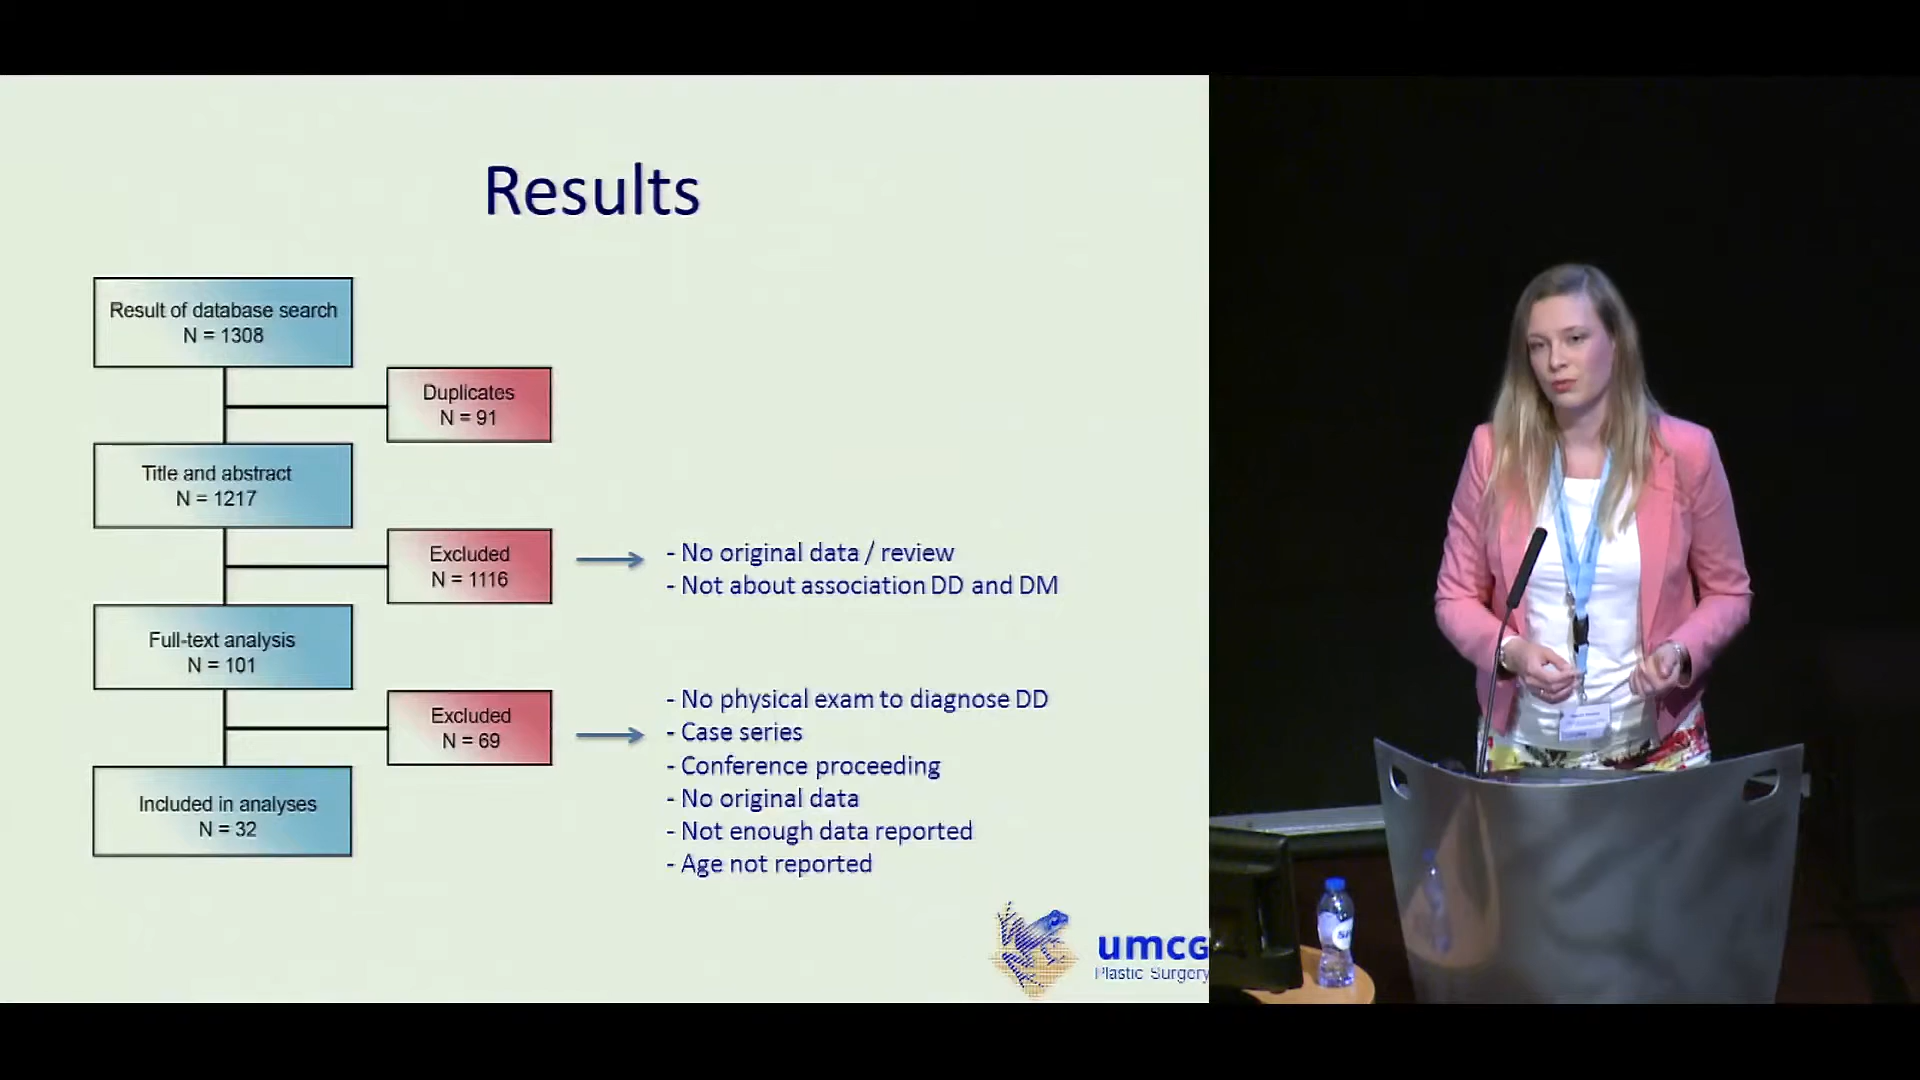 Results
Result of database search
N = 1308
Duplicates
N = 91
Title and abstract
N = 1217
Excluded
N = 1116
- No original data / review
- Not about association DD and DM
Full-text analysis
N = 101
Excluded
N = 69
- No physical exam to diagnose DD
- Case series
- Conference proceeding
- No original data
- Not enough data reported
- Age not reported
Included in analyses
N = 32
umcg
Plastic Surgery